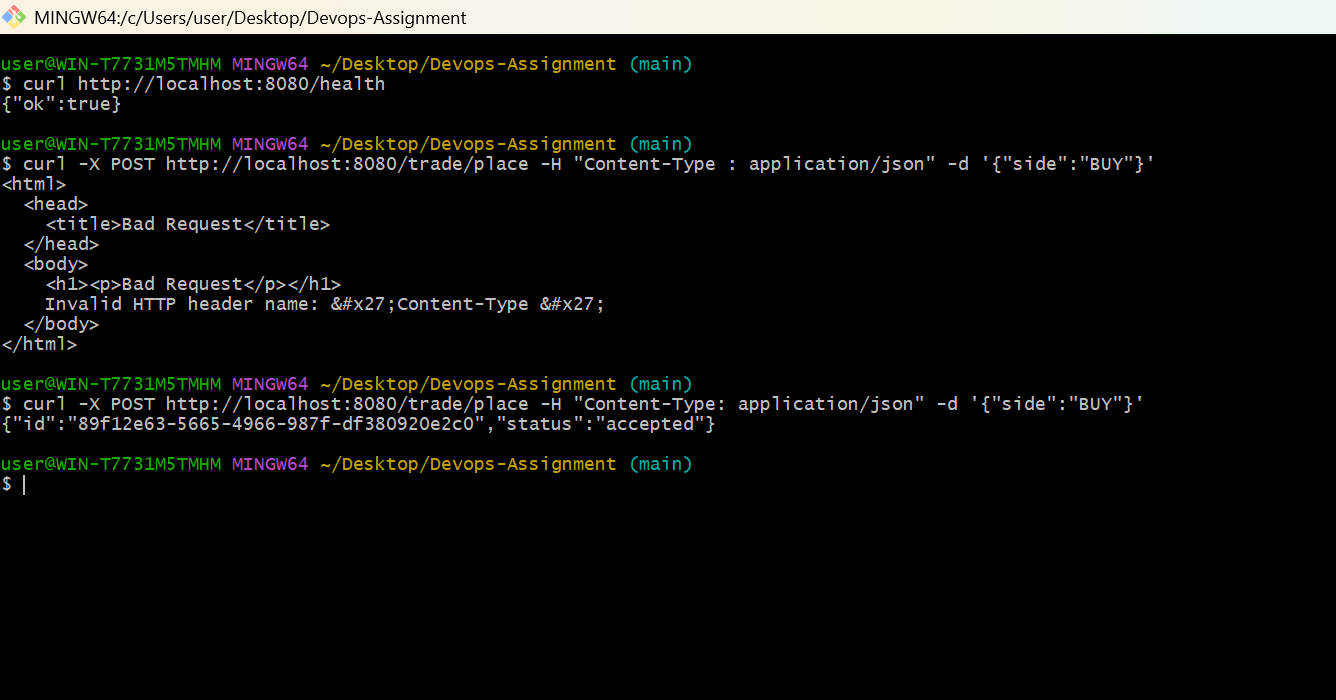 MINGW64:/c/Users/user/Desktop/Devops-Assignment
user@WIN-T7731M5TMHM MINGW64 ~/Desktop/Devops-Assignment (main)
$ curl http://localhost:8080/health
{"ok":true}
user@WIN-T7731M5TMHM MINGW64 ~/Desktop/Devops-Assignment (main)
$ curl -X POST http://localhost:8080/trade/place -H "Content-Type : application/json" -d '{"side":"BUY"}'
<html>
  <head>
    <title>Bad Request</title>
  </head>
  <body>
    <h1><p>Bad Request</p></h1>
    Invalid HTTP header name: &#x27;Content-Type &#x27;
  </body>
</html>
user@WIN-T7731M5TMHM MINGW64 ~/Desktop/Devops-Assignment (main)
$ curl -X POST http://localhost:8080/trade/place -H "Content-Type: application/json" -d '{"side":"BUY"}'
{"id":"89f12e63-5665-4966-987f-df380920e2c0","status":"accepted"}
user@WIN-T7731M5TMHM MINGW64 ~/Desktop/Devops-Assignment (main)
$